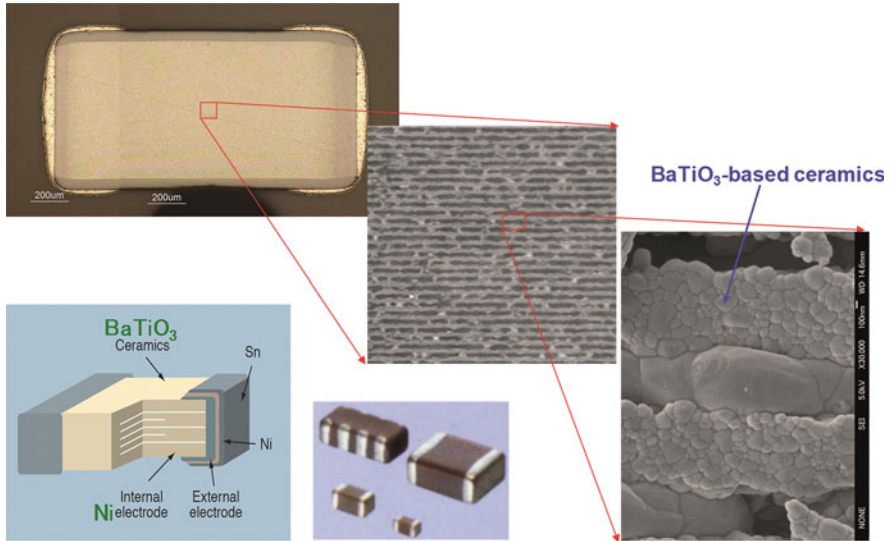 200um
200um
BaTiO3-based ceramics
BaTiO3
Ceramics
Sn
Ni
Internal
electrode
Ni
External
electrode
NONE
SEI
5.0kV
X30,000
100nm
WD 14.6mm